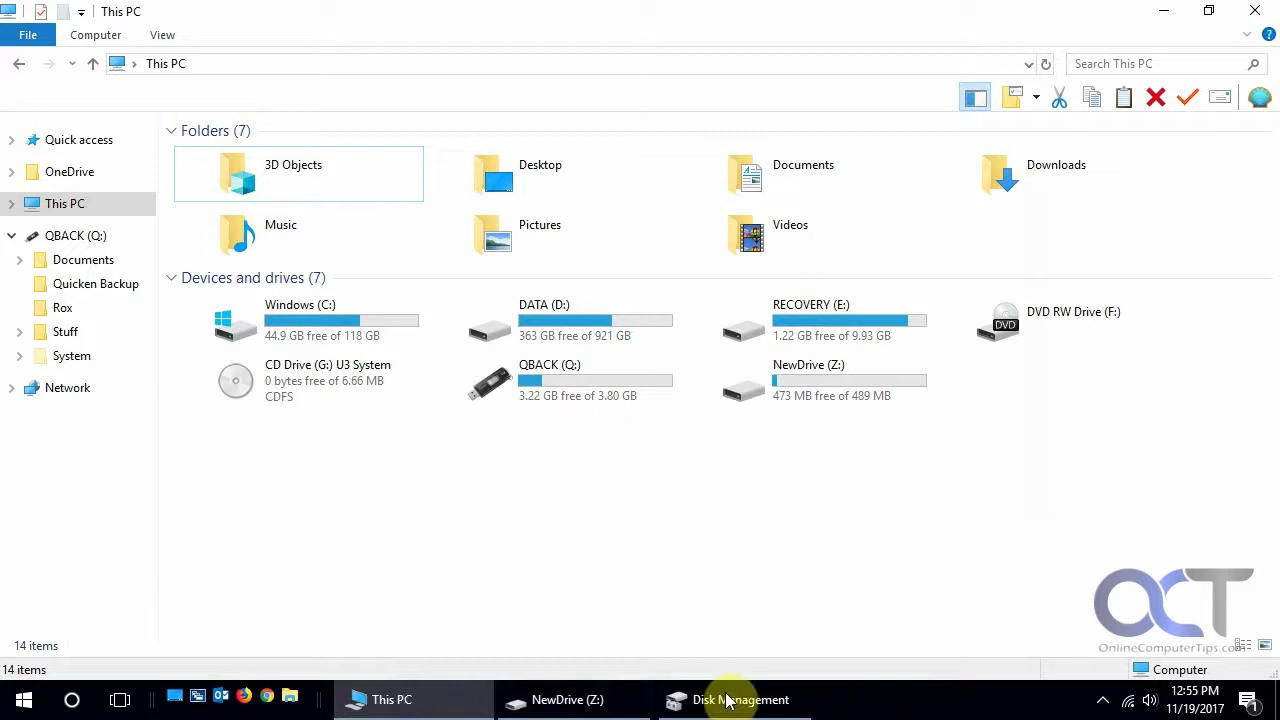 This PC
File
Computer
View
This PC
Search This PC
Quick access
OneDrive
This PC
QBACK (Q:)
Documents
Quicken Backup
Rox
Stuff
System
Network
Folders (7)
3D Objects
Desktop
Documents
Downloads
Music
Pictures
Videos
Devices and drives (7)
Windows (C:)
44.9 GB free of 118 GB
DATA (D:)
363 GB free of 921 GB
RECOVERY (E:)
1.22 GB free of 9.93 GB
DVD RW Drive (F:)
DVD
CD Drive (G:) U3 System
0 bytes free of 6.66 MB
CDFS
QBACK (Q:)
3.22 GB free of 3.80 GB
NewDrive (Z:)
473 MB free of 489 MB
OCT
OnlineComputerTips.com
14 items
14 items
Computer
This PC
NewDrive (Z:)
Disk Management
12:55 PM
11/19/2017
1